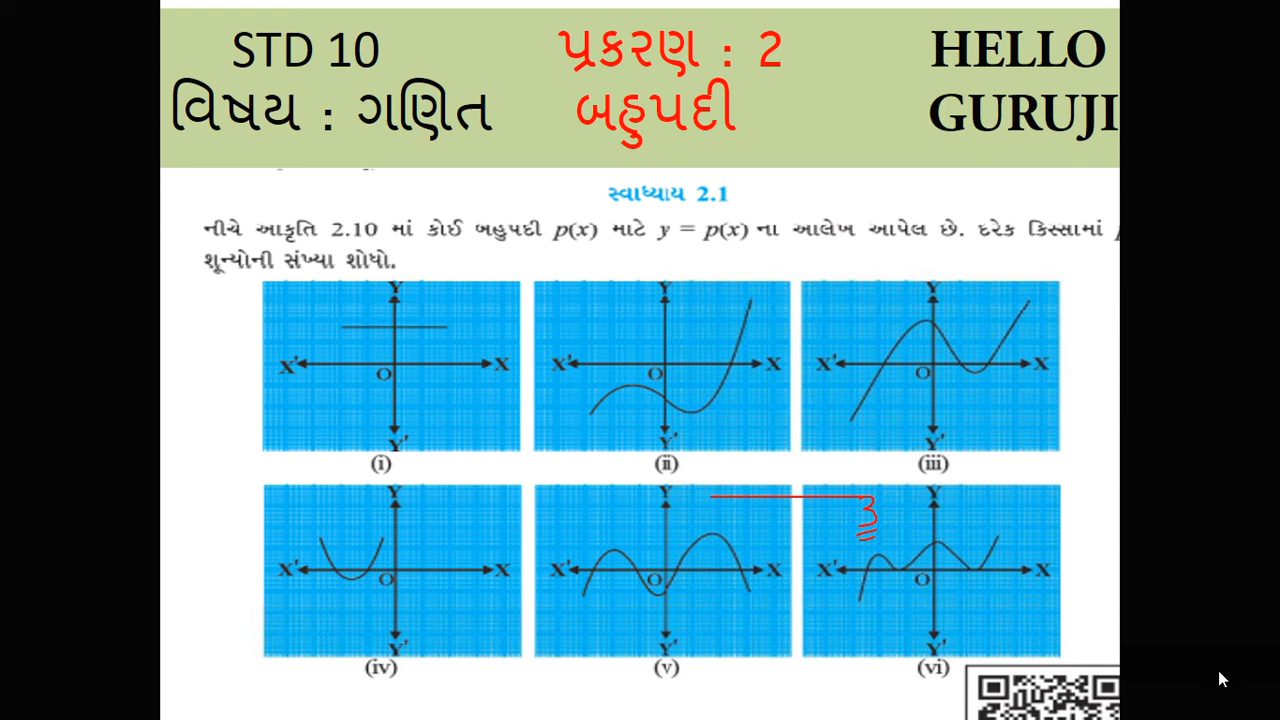 STD 10 પ્રકરણ : 2 HELLO
વિષય : ગણિત બહુપદી GURUJI
સ્વાધ્યાય 2.1
નીચે આકૃતિ 2.10 માં કોઈ બહુપદી p(x) માટે y = p(x) ના આલેખ આપેલ છે. દરેક કિસ્સામાં
શૂન્યોની સંખ્યા શોધો.
Y Y Y
X' O X X' O X X' O X
Y' Y' Y'
(i) (ii) (iii)
Y Y Y
X' O X X' O X X' O X
Y' Y' Y'
(iv) (v) (vi)